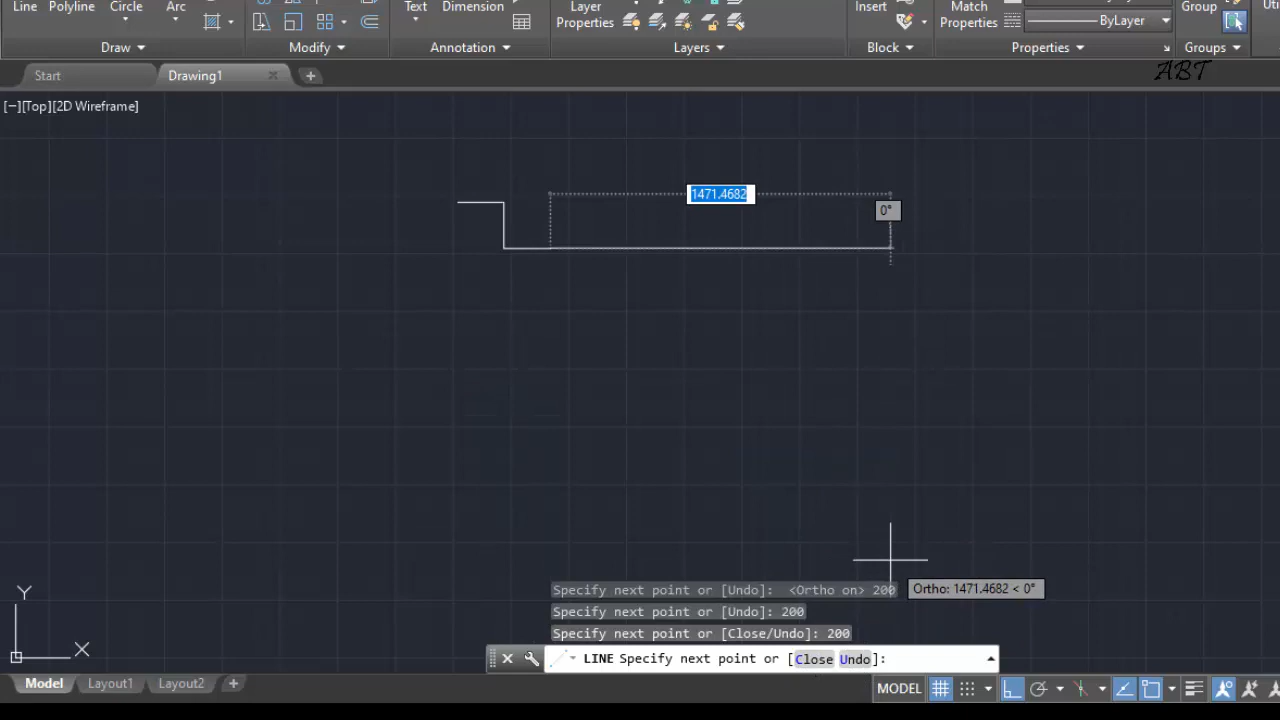 Line Polyline Circle Arc Text Dimension Layer Properties Insert Match Properties ByLayer Group
Draw Modify Annotation Layers Block Properties Groups
Start Drawing1 ABT
[−][Top][2D Wireframe]
1471.4682
0°
Y
X
Specify next point or [Undo]: <Ortho on> 200
Ortho: 1471.4682 < 0°
Specify next point or [Undo]: 200
Specify next point or [Close/Undo]: 200
LINE Specify next point or [Close Undo]:
Model Layout1 Layout2 + MODEL